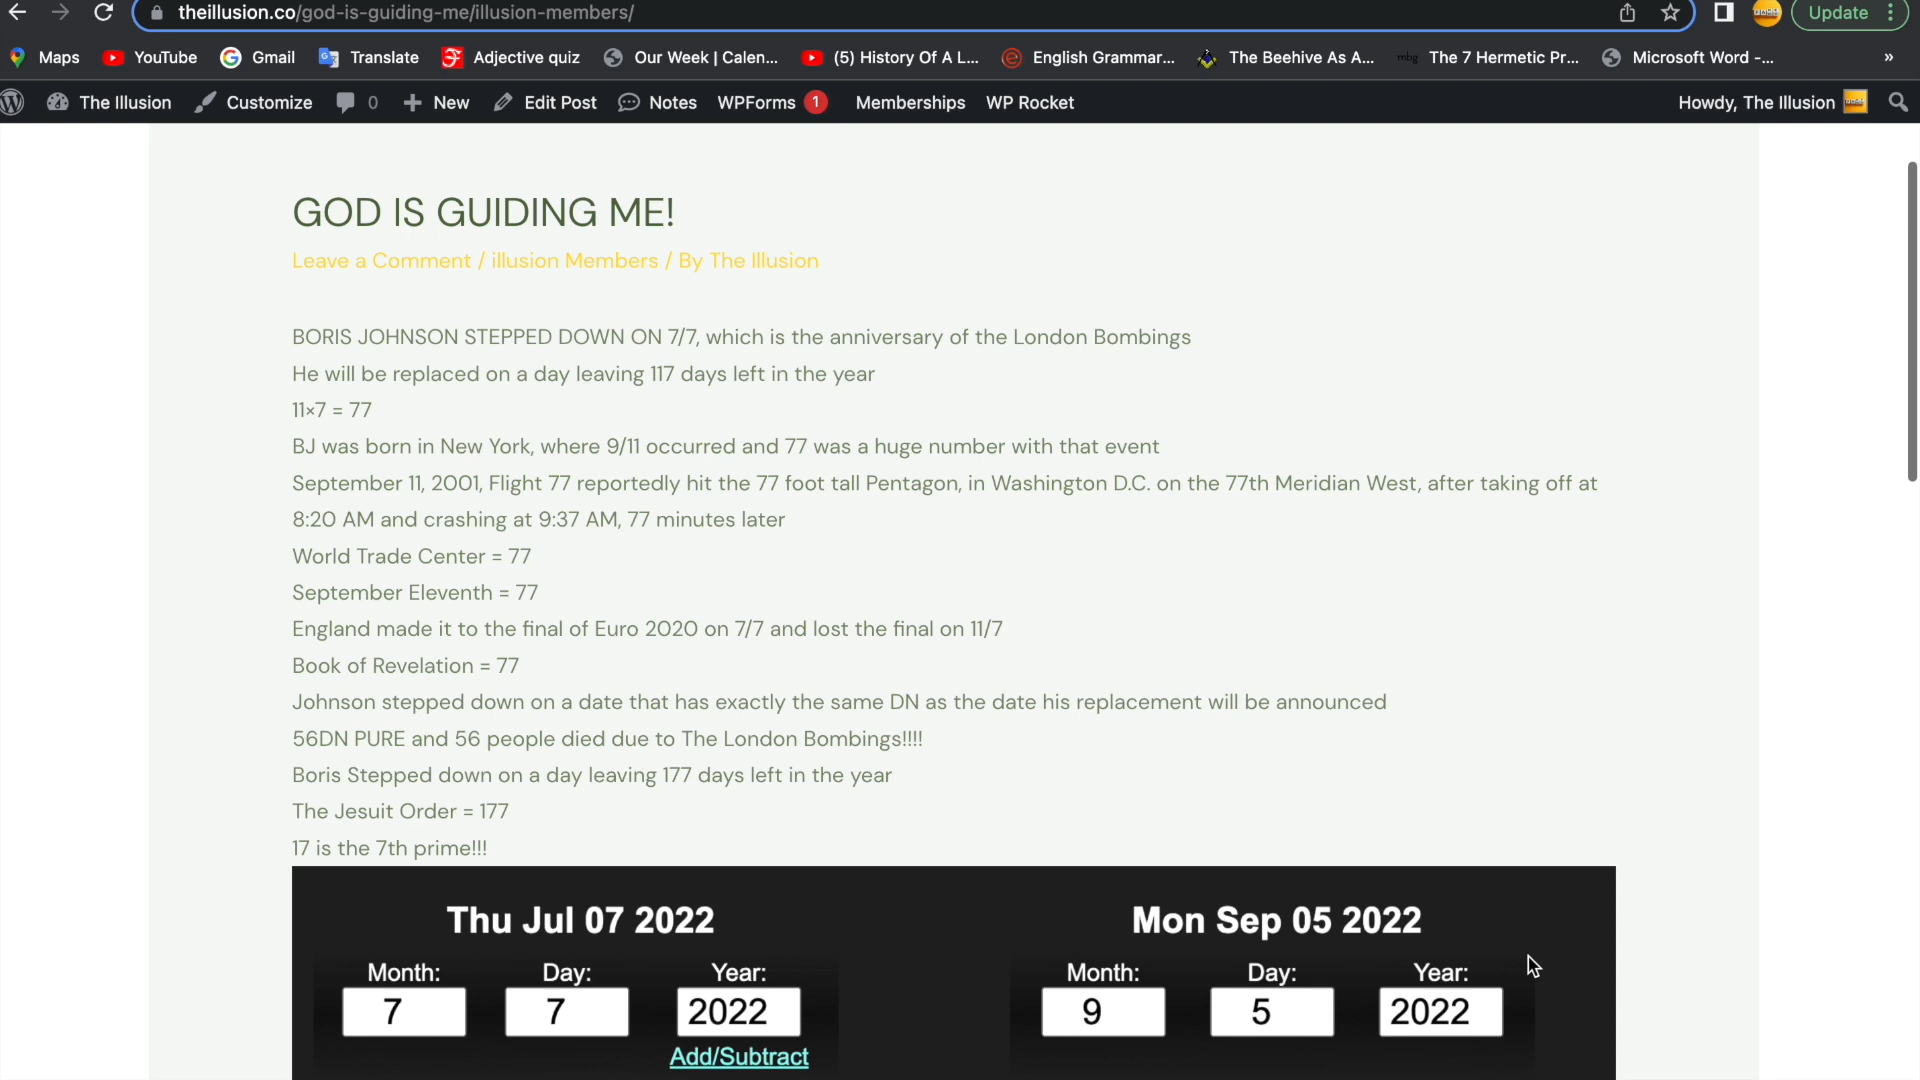 theillusion.co/god-is-guiding-me/illusion-members/
Update
Maps YouTube Gmail Translate Adjective quiz Our Week | Calen... (5) History Of A L... English Grammar... The Beehive As A... mbg The 7 Hermetic Pr... Microsoft Word -... »
The Illusion Customize 0 New Edit Post Notes WPForms 1 Memberships WP Rocket Howdy, The Illusion
GOD IS GUIDING ME!
Leave a Comment / illusion Members / By The Illusion
BORIS JOHNSON STEPPED DOWN ON 7/7, which is the anniversary of the London Bombings
He will be replaced on a day leaving 117 days left in the year
11×7 = 77
BJ was born in New York, where 9/11 occurred and 77 was a huge number with that event
September 11, 2001, Flight 77 reportedly hit the 77 foot tall Pentagon, in Washington D.C. on the 77th Meridian West, after taking off at
8:20 AM and crashing at 9:37 AM, 77 minutes later
World Trade Center = 77
September Eleventh = 77
England made it to the final of Euro 2020 on 7/7 and lost the final on 11/7
Book of Revelation = 77
Johnson stepped down on a date that has exactly the same DN as the date his replacement will be announced
56DN PURE and 56 people died due to The London Bombings!!!!
Boris Stepped down on a day leaving 177 days left in the year
The Jesuit Order = 177
17 is the 7th prime!!!
Thu Jul 07 2022 Mon Sep 05 2022
Month: Day: Year: Month: Day: Year:
7 7 2022 9 5 2022
Add/Subtract